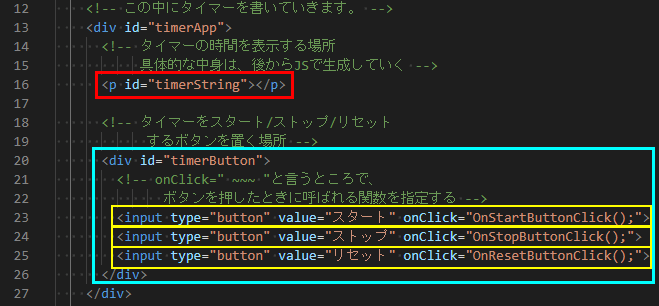 12 <!-- この中にタイマーを書いていきます。 -->
13 <div id="timerApp">
14 <!-- タイマーの時間を表示する場所
15 具体的な中身は、後からJSで生成していく -->
16 <p id="timerString"></p>
17
18 <!-- タイマーをスタート/ストップ/リセット
19 するボタンを置く場所 -->
20 <div id="timerButton">
21 <!-- onClick=" ~~~ "と言うところで、
22 ボタンを押したときに呼ばれる関数を指定する -->
23 <input type="button" value="スタート" onClick="OnStartButtonClick();">
24 <input type="button" value="ストップ" onClick="OnStopButtonClick();">
25 <input type="button" value="リセット" onClick="OnResetButtonClick();">
26 </div>
27 </div>